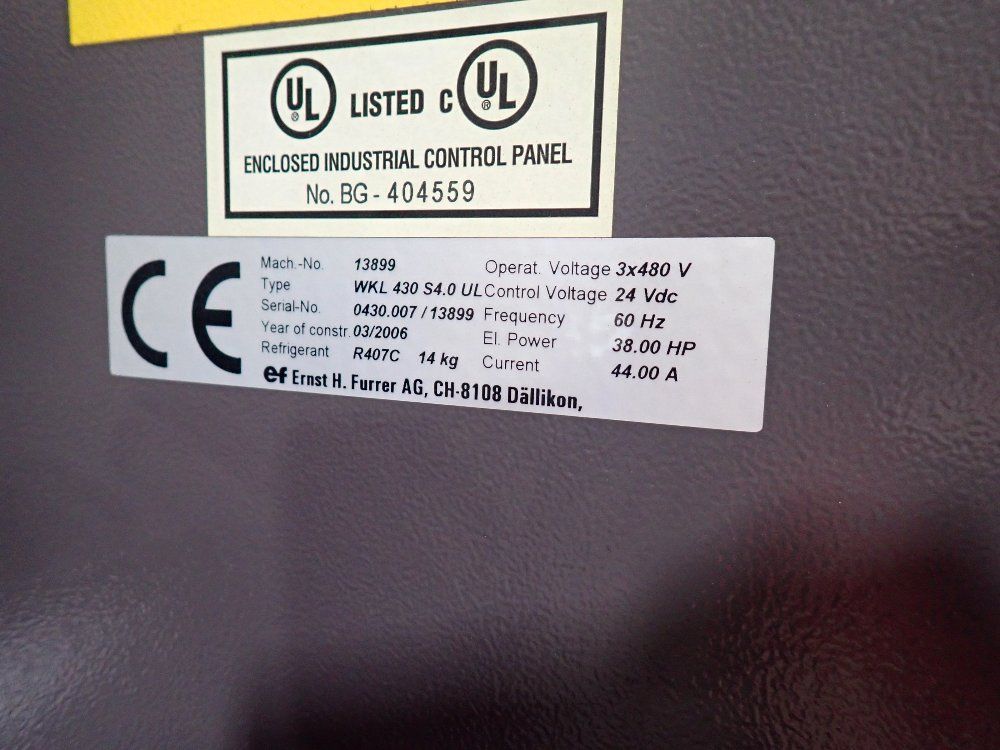 UL ® LISTED C UL ®
ENCLOSED INDUSTRIAL CONTROL PANEL
No. BG - 404559
CE
Mach.-No. 13899 Operat. Voltage 3x480 V
Type WKL 430 S4.0 UL Control Voltage 24 Vdc
Serial-No. 0430.007 / 13899 Frequency 60 Hz
Year of constr. 03/2006 El. Power 38.00 HP
Refrigerant R407C 14 kg Current 44.00 A
ef Ernst H. Furrer AG, CH-8108 Dällikon,